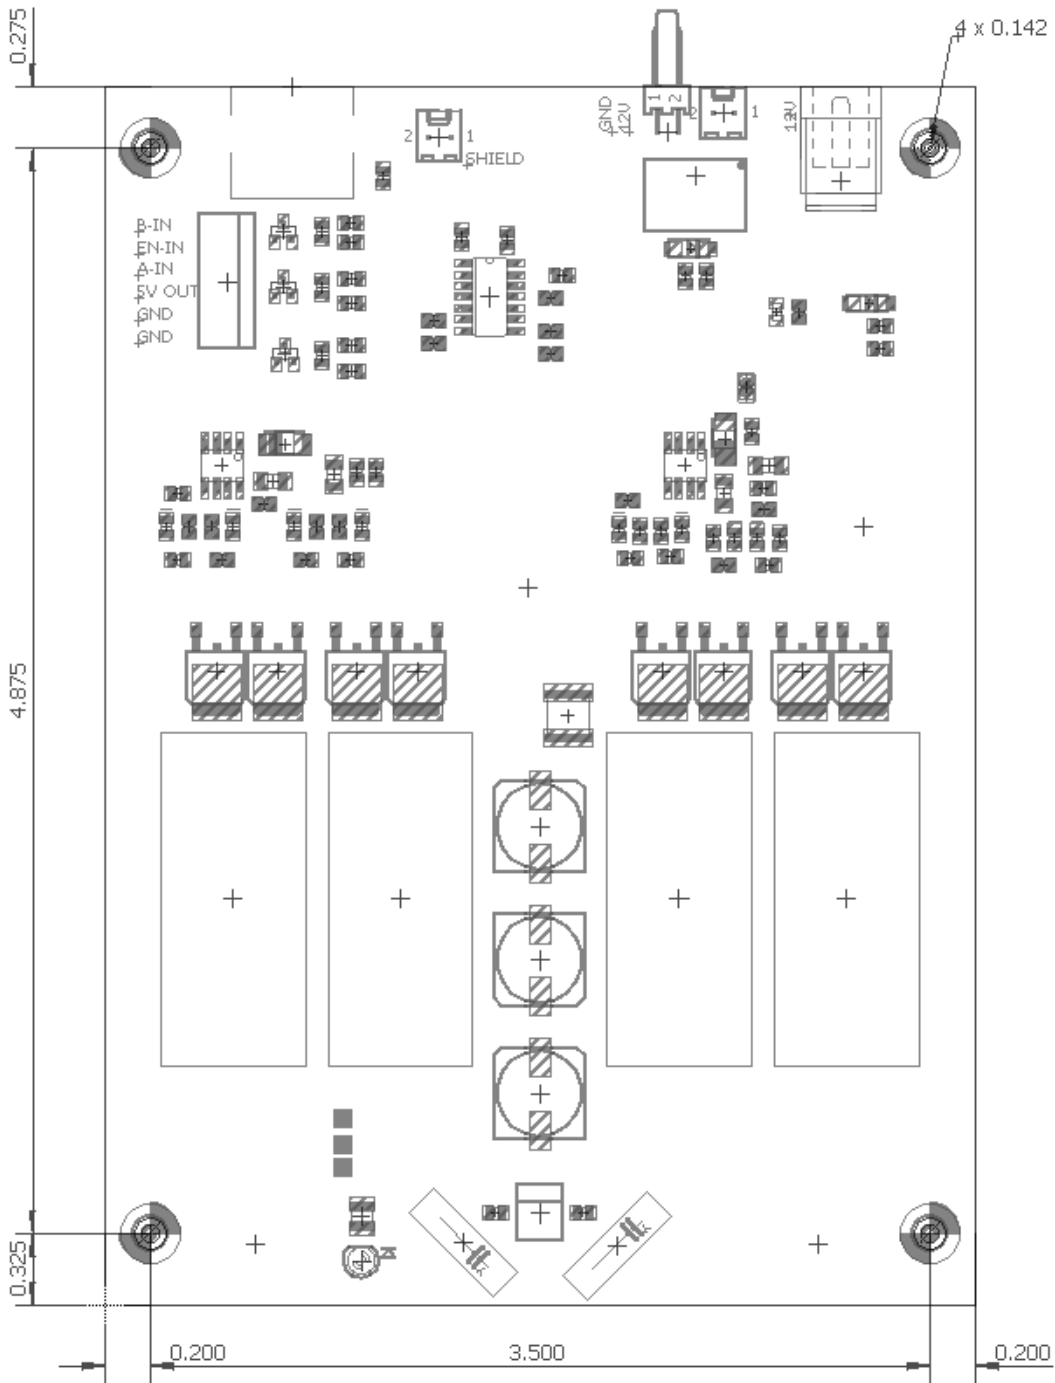 0.275
4 x 0.142
1
2
GND
12V
2
1
12V
2
1
SHIELD
B-IN
EN-IN
A-IN
5V OUT
GND
GND
4.875
0.325
0.200
3.500
0.200